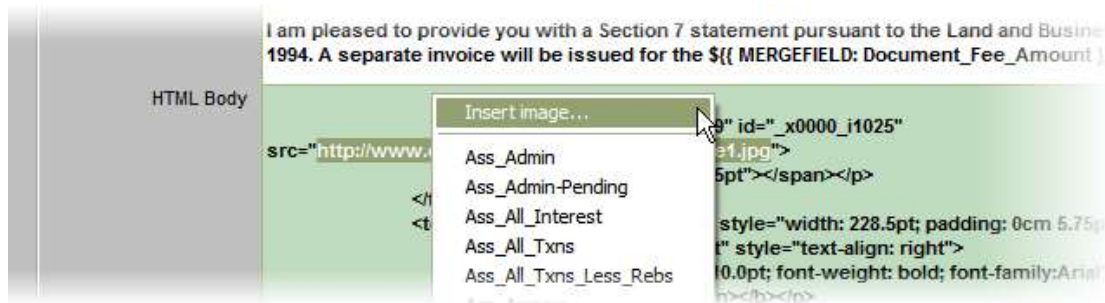 I am pleased to provide you with a Section 7 statement pursuant to the Land and Busine
1994. A separate invoice will be issued for the ${{ MERGEFIELD: Document_Fee_Amount }
HTML Body
Insert image...
9" id="_x0000_i1025"
src="http://www. e1.jpg">
Ass_Admin
5pt"></span></p>
Ass_Admin-Pending
Ass_All_Interest
style="width: 228.5pt; padding: 0cm 5.75p
Ass_All_Txns
t" style="text-align: right">
Ass_All_Txns_Less_Rebs
10.0pt; font-weight: bold; font-family:Arial
></b></p>